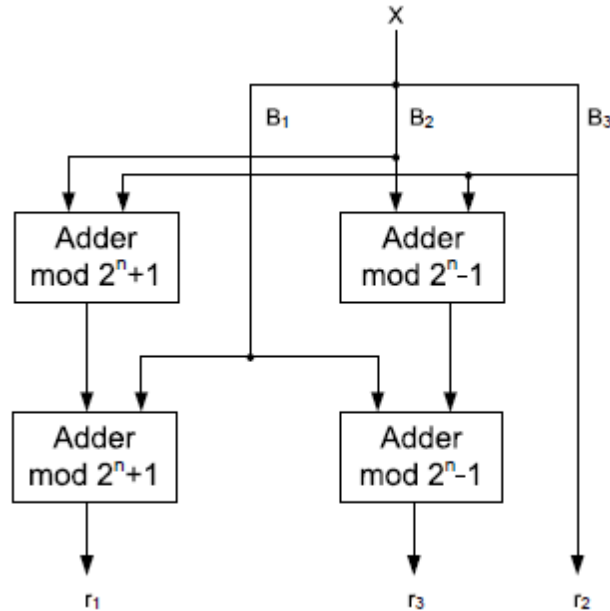 X
B₁ B₂ B₃
Adder Adder
mod 2ⁿ+1 mod 2ⁿ-1
Adder Adder
mod 2ⁿ+1 mod 2ⁿ-1
r₁ r₃ r₂